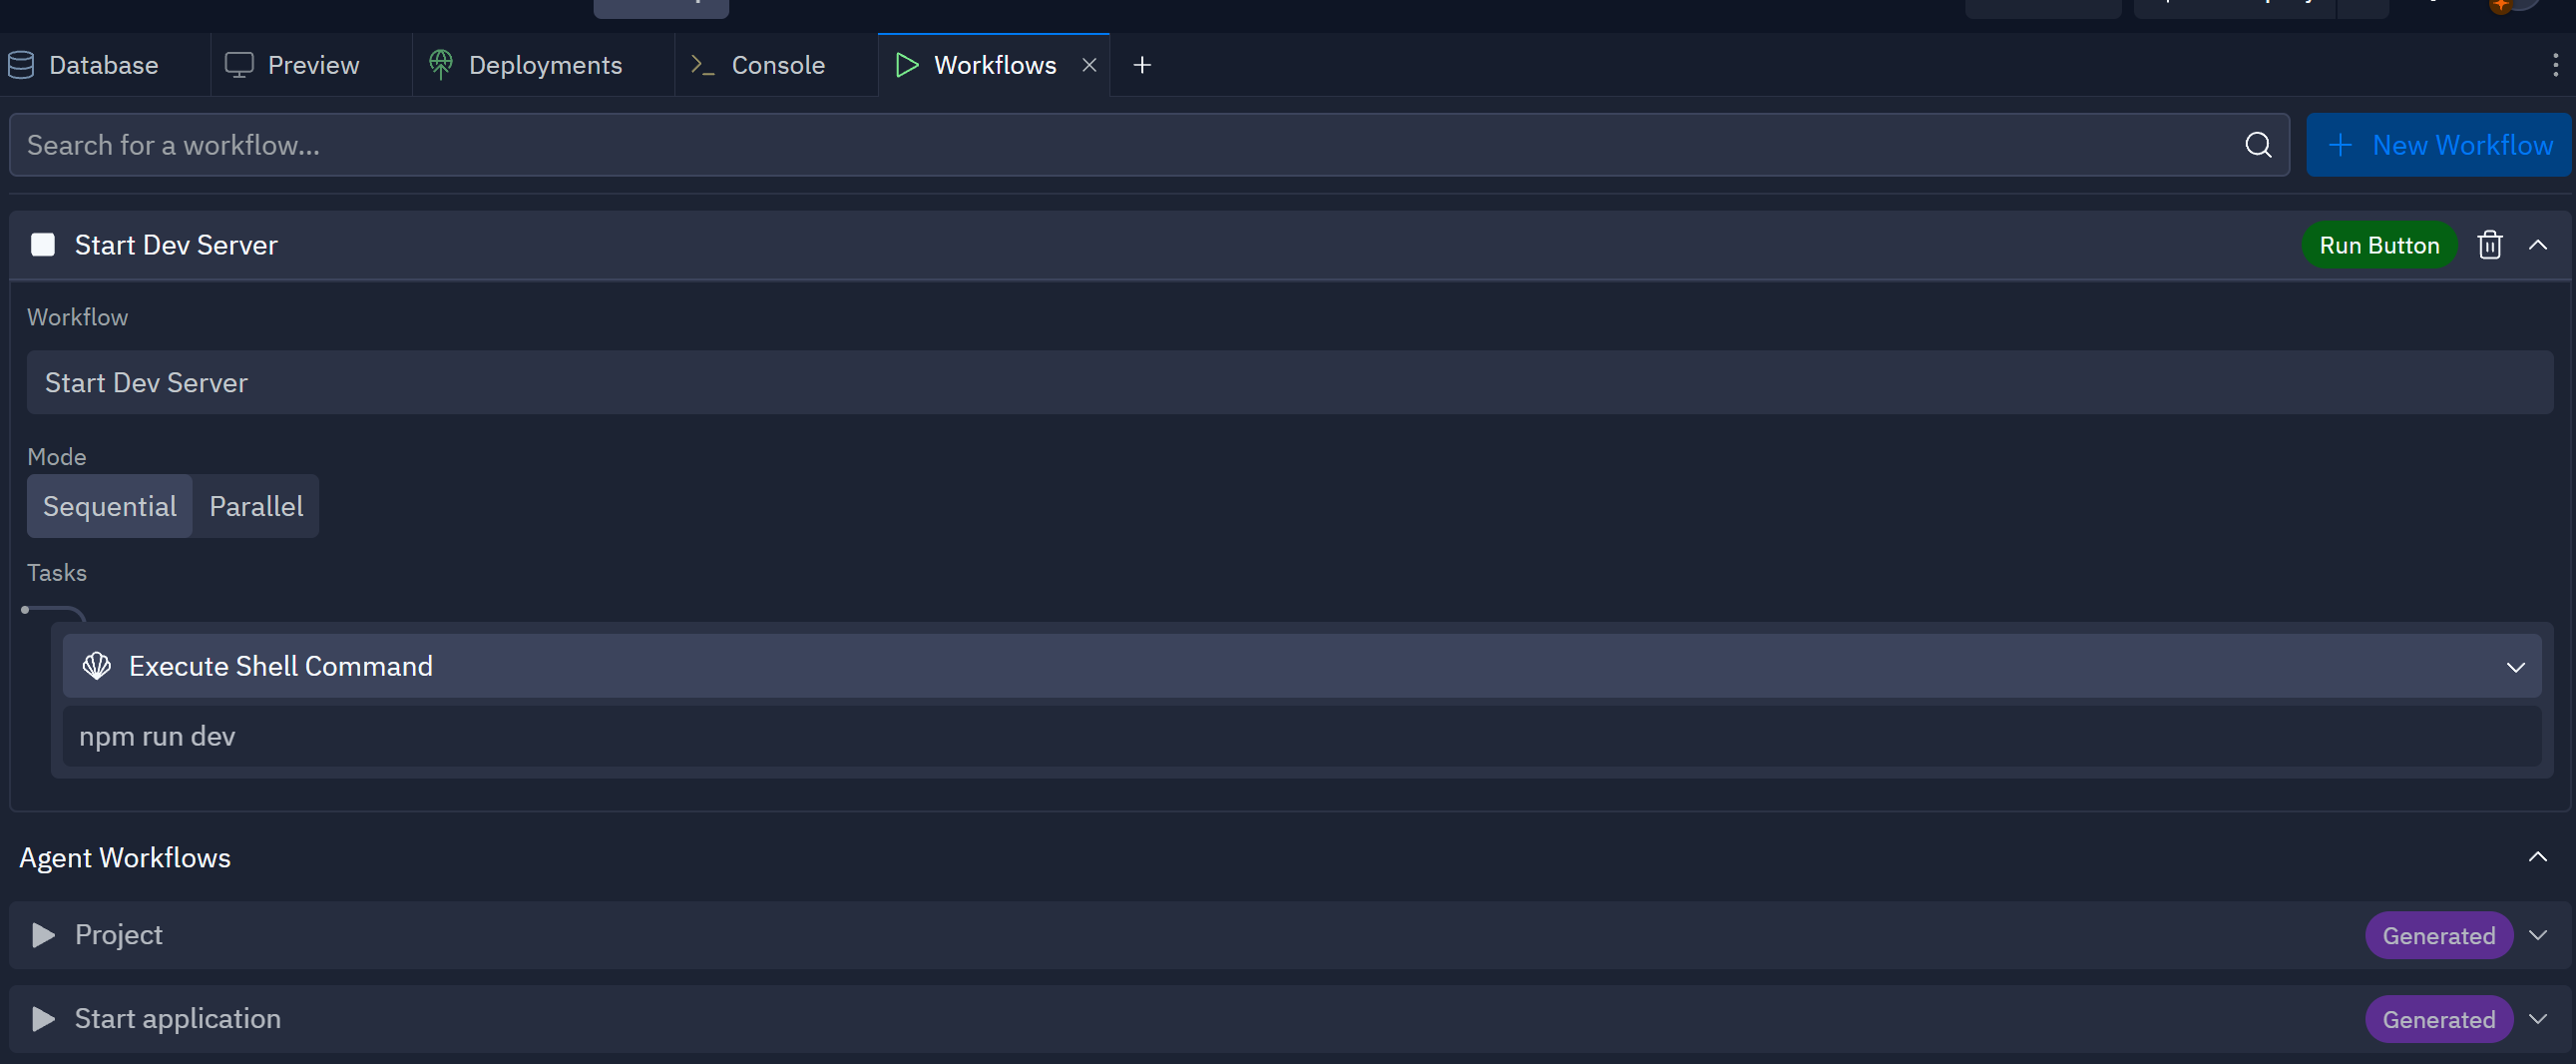 Database Preview Deployments Console Workflows
Search for a workflow... New Workflow
Start Dev Server Run Button
Workflow
Start Dev Server
Mode
Sequential Parallel
Tasks
Execute Shell Command
npm run dev
Agent Workflows
Project Generated
Start application Generated